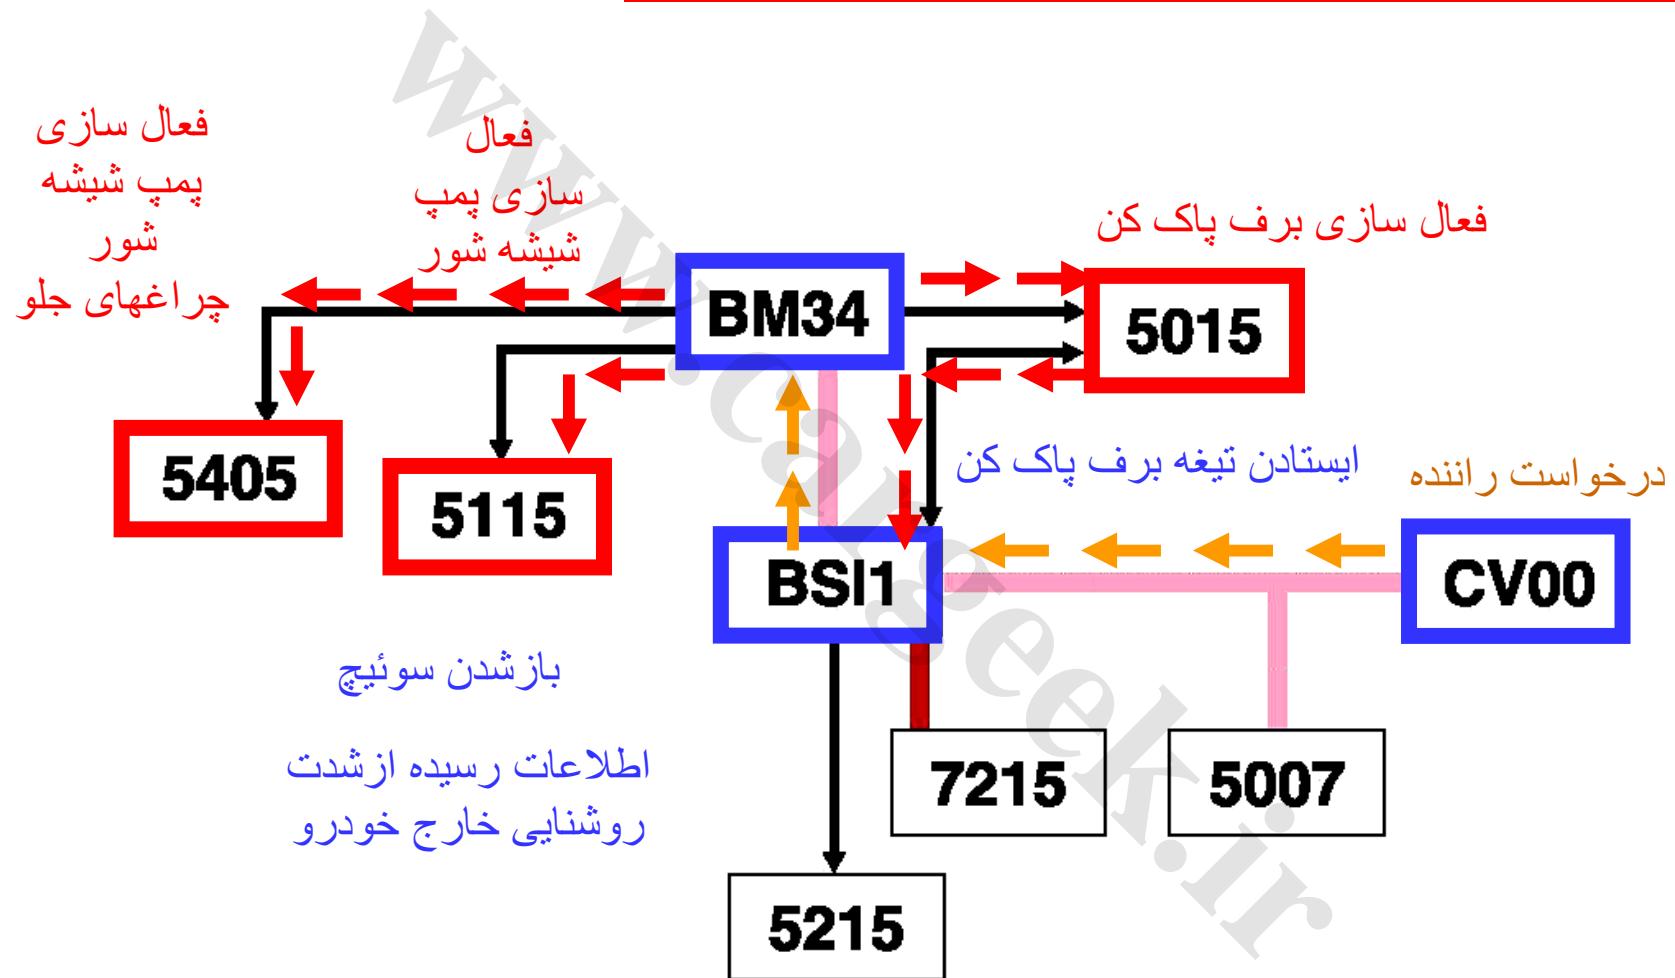 فعال سازی
پمپ شیشه
شور
چراغهای جلو
فعال
سازی پمپ
شیشه شور
فعال سازی برف پاک کن
BM34
5015
5405
5115
ایستادن تیغه برف پاک کن
درخواست راننده
BSI1
CV00
بازشدن سوئیچ
اطلاعات رسیده ازشدت
روشنایی خارج خودرو
7215
5007
5215
www.cargeek.ir